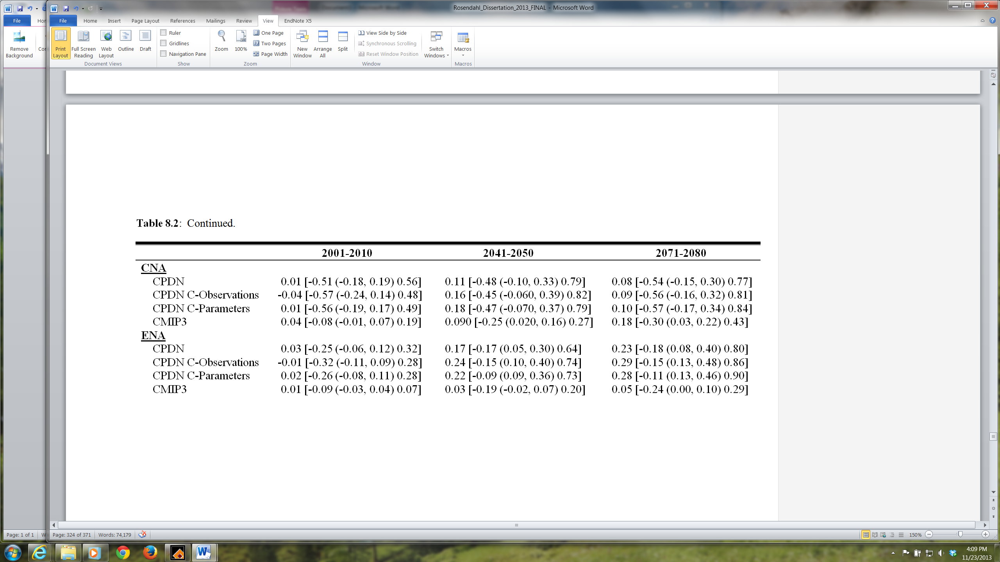 Rosendahl_Dissertation_2013_FINAL - Microsoft Word
File Hor File Home Insert Page Layout References Mailings Review View EndNote X5
Remove Background
Print Layout
Full Screen Reading
Web Layout
Outline
Draft
Document Views
Ruler
Gridlines
Navigation Pane
Show
Zoom
100%
One Page
Two Pages
Page Width
Zoom
New Window
Arrange All
Split
View Side by Side
Synchronous Scrolling
Reset Window Position
Window
Switch Windows
Macros
Macros
Table 8.2: Continued.
2001-2010 2041-2050 2071-2080
CNA
CPDN 0.01 [-0.51 (-0.18, 0.19) 0.56] 0.11 [-0.48 (-0.10, 0.33) 0.79] 0.08 [-0.54 (-0.15, 0.30) 0.77]
CPDN C-Observations -0.04 [-0.57 (-0.24, 0.14) 0.48] 0.16 [-0.45 (-0.060, 0.39) 0.82] 0.09 [-0.56 (-0.16, 0.32) 0.81]
CPDN C-Parameters 0.01 [-0.56 (-0.19, 0.17) 0.49] 0.18 [-0.47 (-0.070, 0.37) 0.79] 0.10 [-0.57 (-0.17, 0.34) 0.84]
CMIP3 0.04 [-0.08 (-0.01, 0.07) 0.19] 0.090 [-0.25 (0.020, 0.16) 0.27] 0.18 [-0.30 (0.03, 0.22) 0.43]
ENA
CPDN 0.03 [-0.25 (-0.06, 0.12) 0.32] 0.17 [-0.17 (0.05, 0.30) 0.64] 0.23 [-0.18 (0.08, 0.40) 0.80]
CPDN C-Observations -0.01 [-0.32 (-0.11, 0.09) 0.28] 0.24 [-0.15 (0.10, 0.40) 0.74] 0.29 [-0.15 (0.13, 0.48) 0.86]
CPDN C-Parameters 0.02 [-0.26 (-0.08, 0.11) 0.28] 0.22 [-0.09 (0.09, 0.36) 0.73] 0.28 [-0.11 (0.13, 0.46) 0.90]
CMIP3 0.01 [-0.09 (-0.03, 0.04) 0.07] 0.03 [-0.19 (-0.02, 0.07) 0.20] 0.05 [-0.24 (0.00, 0.10) 0.29]
Page: 1 of 1 W Page: 324 of 371 Words: 74,179 150%
4:09 PM
11/23/2013